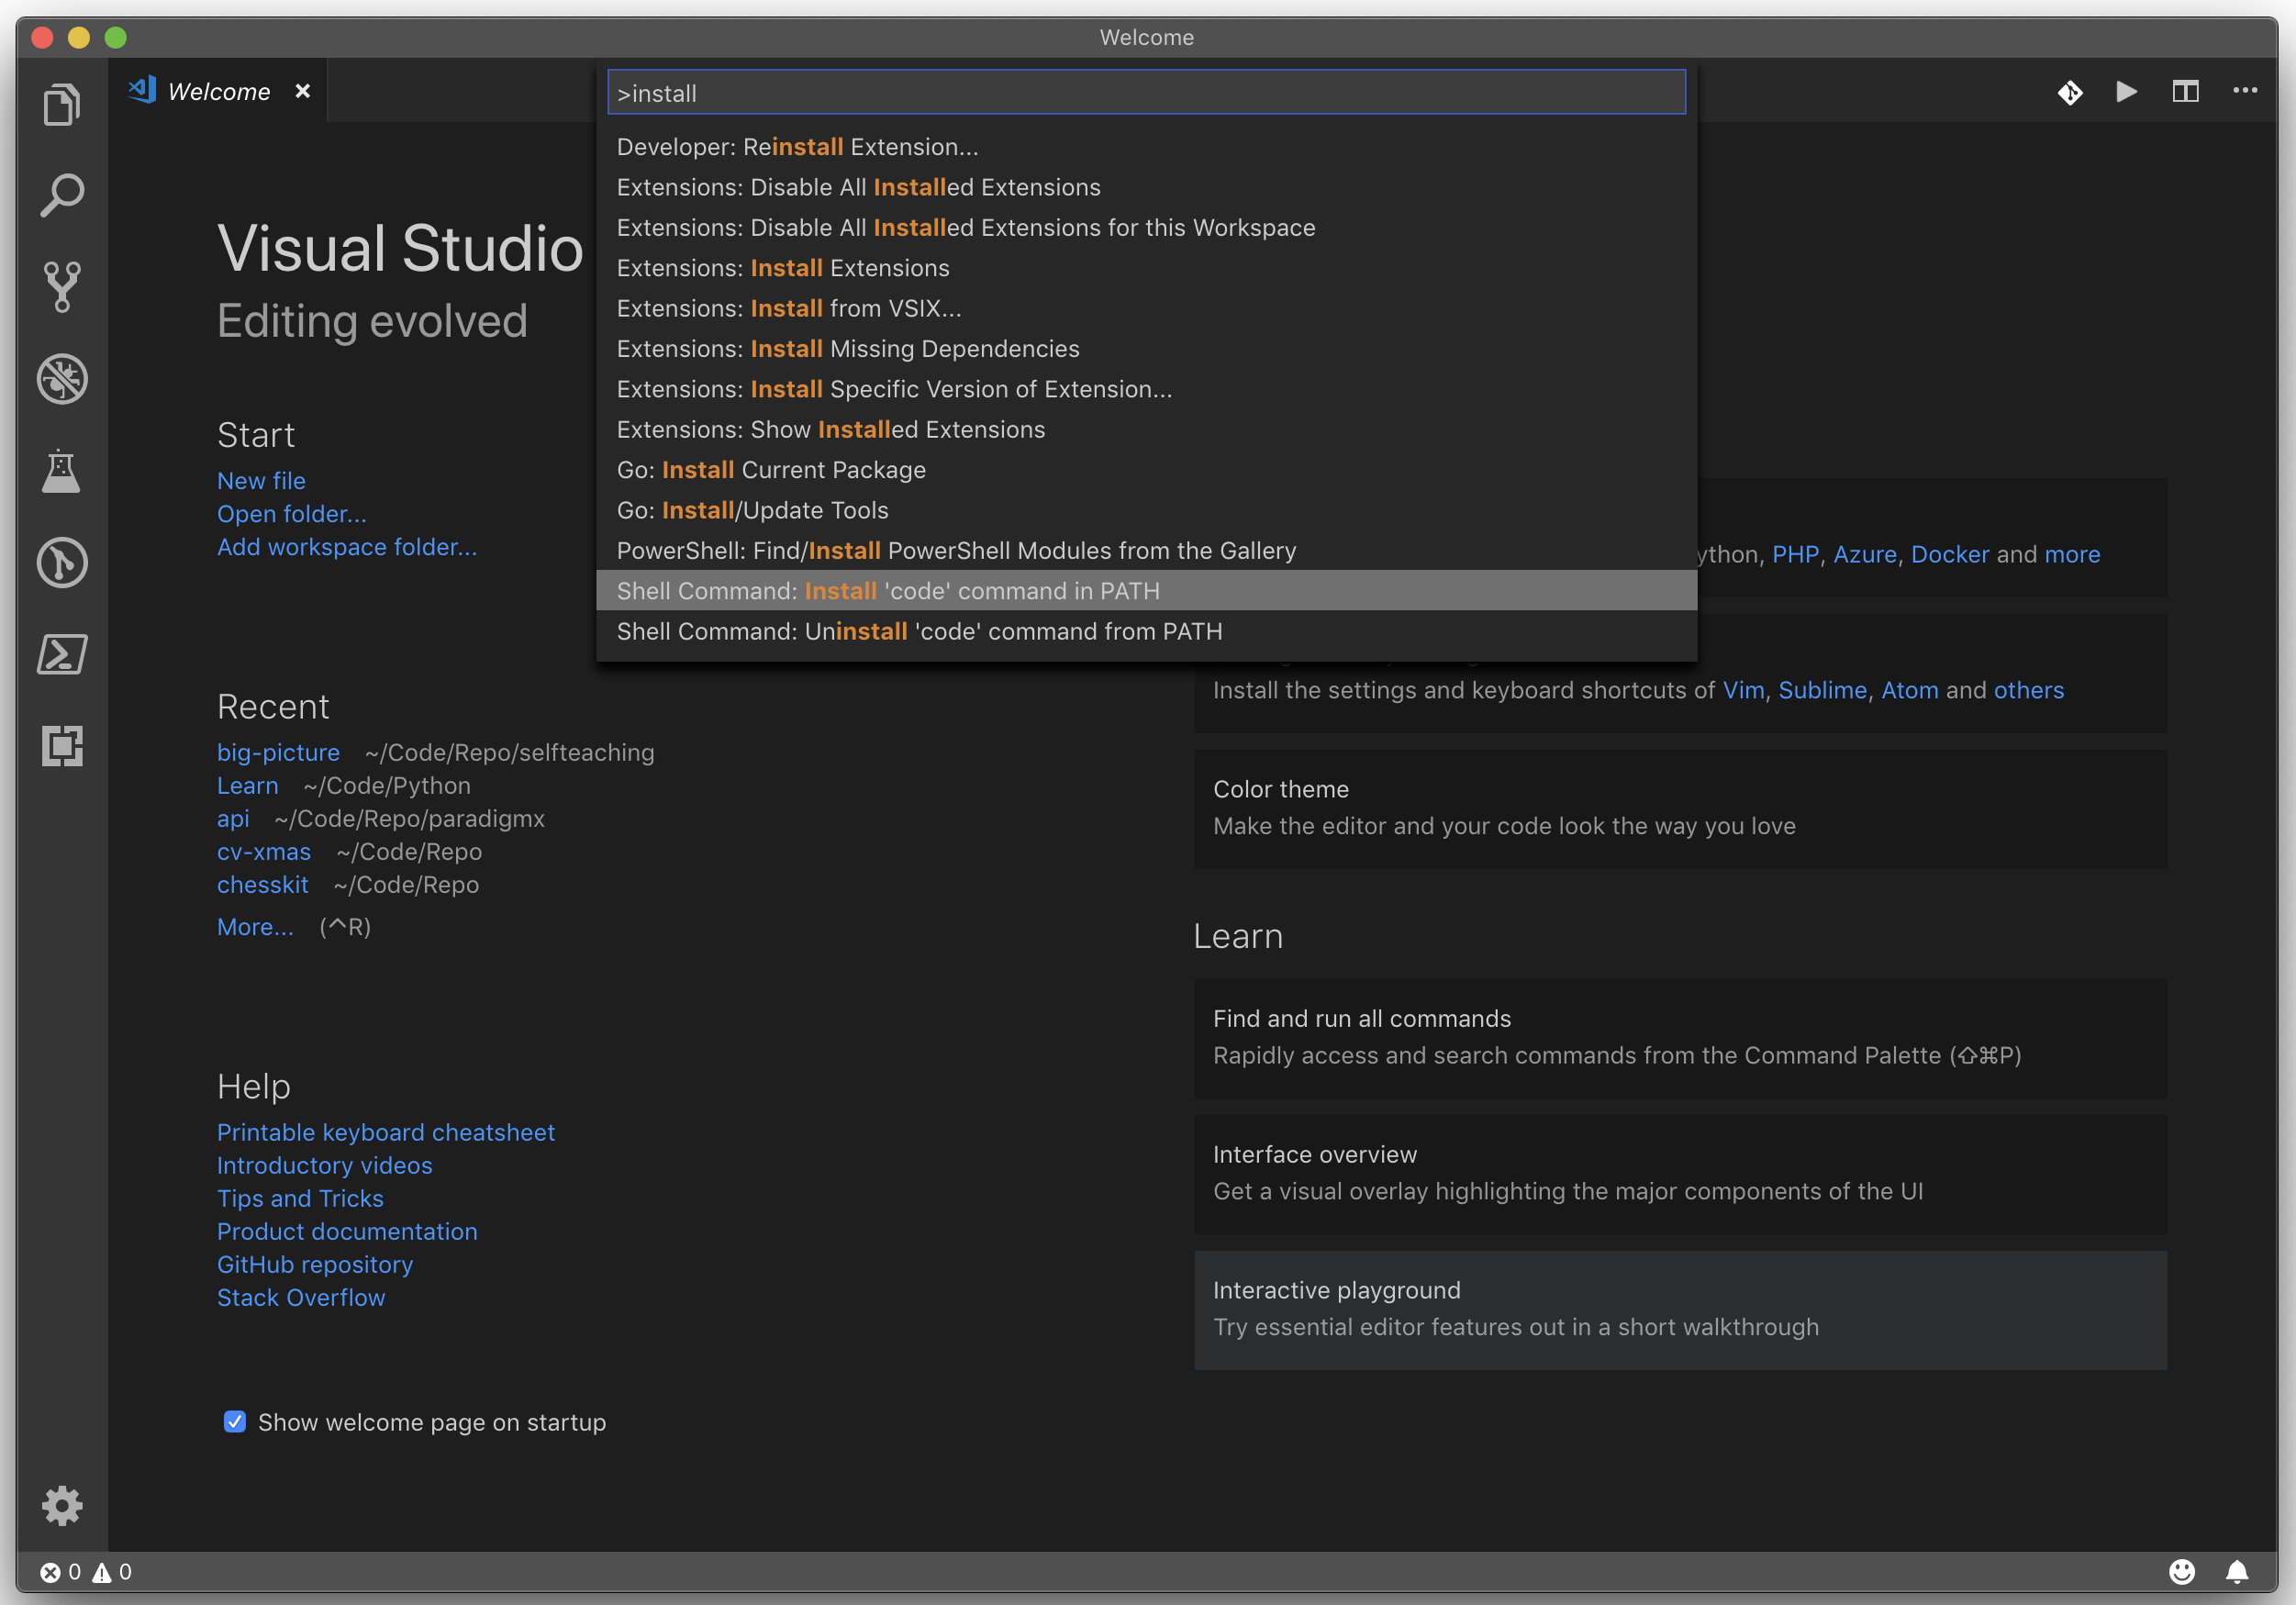 Welcome
Welcome ×
>install
Developer: Reinstall Extension...
Extensions: Disable All Installed Extensions
Extensions: Disable All Installed Extensions for this Workspace
Extensions: Install Extensions
Extensions: Install from VSIX...
Extensions: Install Missing Dependencies
Extensions: Install Specific Version of Extension...
Extensions: Show Installed Extensions
Go: Install Current Package
Go: Install/Update Tools
PowerShell: Find/Install PowerShell Modules from the Gallery
Shell Command: Install 'code' command in PATH
Shell Command: Uninstall 'code' command from PATH
Visual Studio
Editing evolved
Start
New file
Open folder...
Add workspace folder...
Recent
big-picture ~/Code/Repo/selfteaching
Learn ~/Code/Python
api ~/Code/Repo/paradigmx
cv-xmas ~/Code/Repo
chesskit ~/Code/Repo
More... (^R)
Help
Printable keyboard cheatsheet
Introductory videos
Tips and Tricks
Product documentation
GitHub repository
Stack Overflow
Show welcome page on startup
ython, PHP, Azure, Docker and more
Install the settings and keyboard shortcuts of Vim, Sublime, Atom and others
Color theme
Make the editor and your code look the way you love
Learn
Find and run all commands
Rapidly access and search commands from the Command Palette (⇧⌘P)
Interface overview
Get a visual overlay highlighting the major components of the UI
Interactive playground
Try essential editor features out in a short walkthrough
0 0